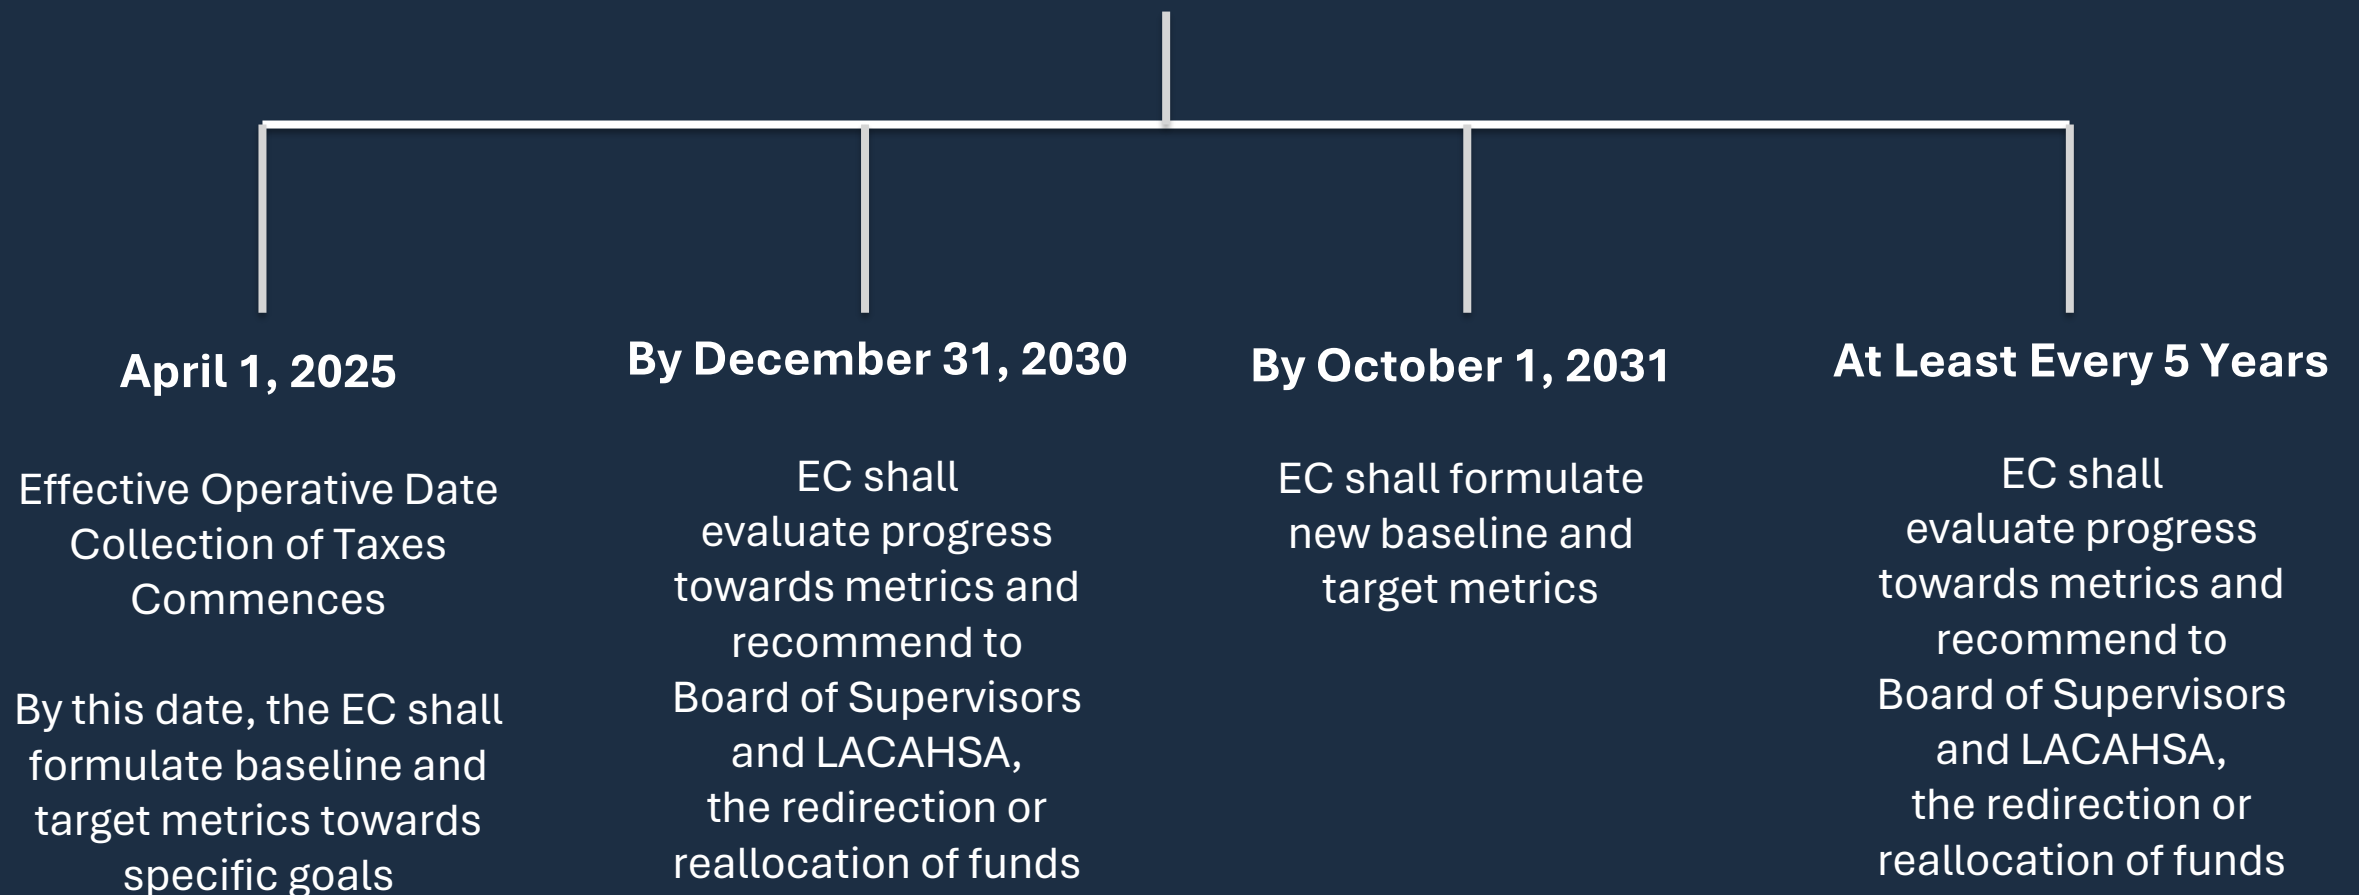 April 1, 2025
Effective Operative Date
Collection of Taxes
Commences
By this date, the EC shall
formulate baseline and
target metrics towards
specific goals
By December 31, 2030
EC shall
evaluate progress
towards metrics and
recommend to
Board of Supervisors
and LACAHSA,
the redirection or
reallocation of funds
By October 1, 2031
EC shall formulate
new baseline and
target metrics
At Least Every 5 Years
EC shall
evaluate progress
towards metrics and
recommend to
Board of Supervisors
and LACAHSA,
the redirection or
reallocation of funds